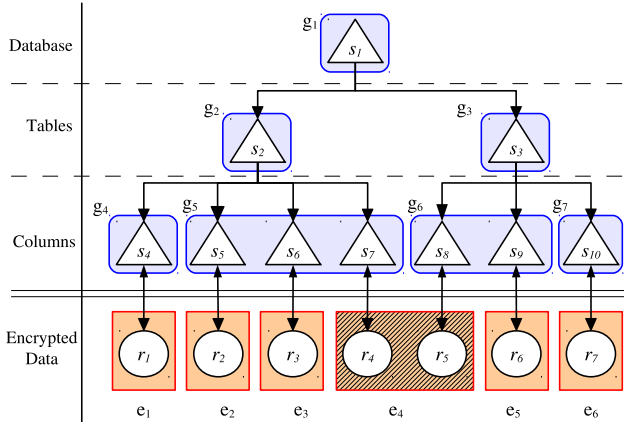 Database
g1
s1
Tables
g2
s2
g3
s3
Columns
g4
s4
g5
s5
s6
s7
g6
s8
s9
g7
s10
Encrypted
Data
r1
r2
r3
r4
r5
r6
r7
e1
e2
e3
e4
e5
e6